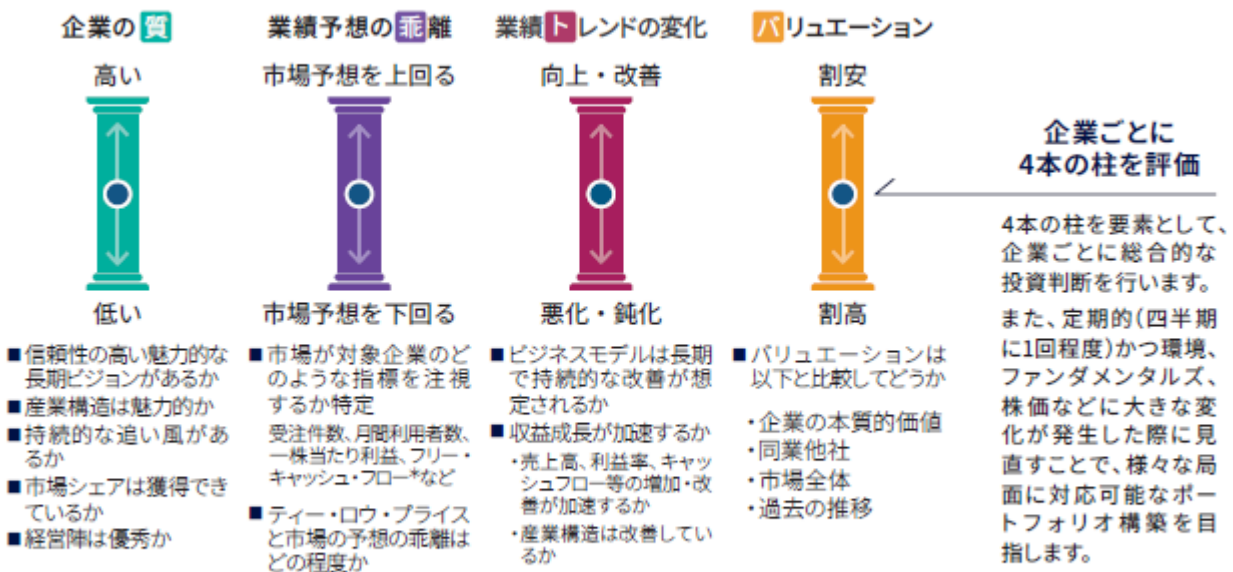 企業の質
高い
低い
■信頼性の高い魅力的な
長期ビジョンがあるか
■産業構造は魅力的か
■持続的な追い風があ
るか
■市場シェアは獲得でき
ているか
■経営陣は優秀か
業績予想の乖離
市場予想を上回る
市場予想を下回る
■市場が対象企業のど
のような指標を注視
するか特定
受注件数、月間利用者数、
一株当たり利益、フリー・
キャッシュ・フロー*など
■ティー・ロウ・プライス
と市場の予想の乖離は
どの程度か
業績トレンドの変化
向上・改善
悪化・鈍化
■ビジネスモデルは長期
で持続的な改善が想
定されるか
■収益成長が加速するか
・売上高、利益率、キャッ
シュフロー等の増加・改
善が加速するか
・産業構造は改善してい
るか
バリュエーション
割安
割高
■バリュエーションは
以下と比較してどうか
・企業の本質的価値
・同業他社
・市場全体
・過去の推移
企業ごとに
4本の柱を評価
4本の柱を要素として、
企業ごとに総合的な
投資判断を行います。
また、定期的(四半期
に1回程度)かつ環境、
ファンダメンタルズ、
株価などに大きな変
化が発生した際に見
直すことで、様々な局
面に対応可能なポー
トフォリオ構築を目
指します。